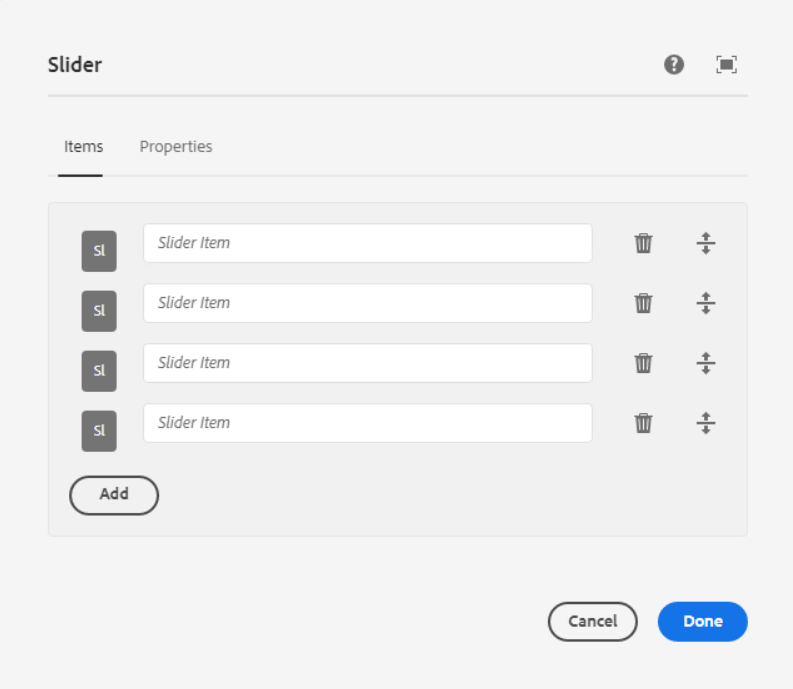 Slider
Items Properties
Sl Slider Item
Sl Slider Item
Sl Slider Item
Sl Slider Item
Add
Cancel Done